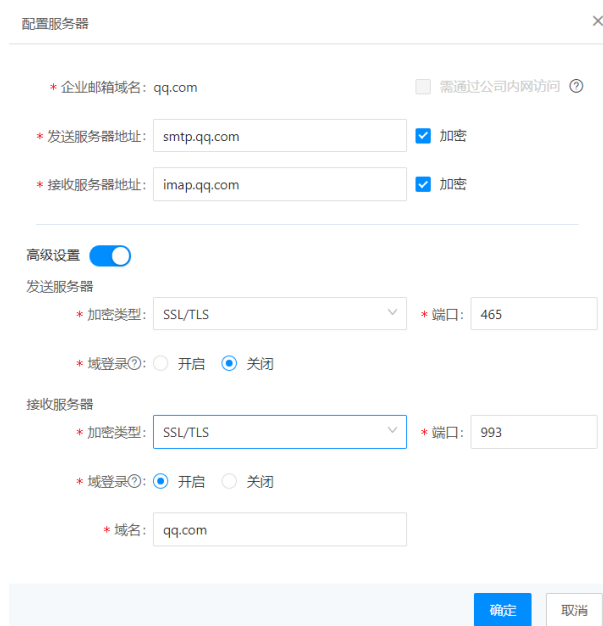 配置服务器
* 企业邮箱域名: qq.com 需通过公司内网访问 ?
* 发送服务器地址: smtp.qq.com 加密
* 接收服务器地址: imap.qq.com 加密
高级设置
发送服务器
* 加密类型: SSL/TLS * 端口: 465
* 域登录?: 开启 关闭
接收服务器
* 加密类型: SSL/TLS * 端口: 993
* 域登录?: 开启 关闭
* 域名: qq.com
确定 取消